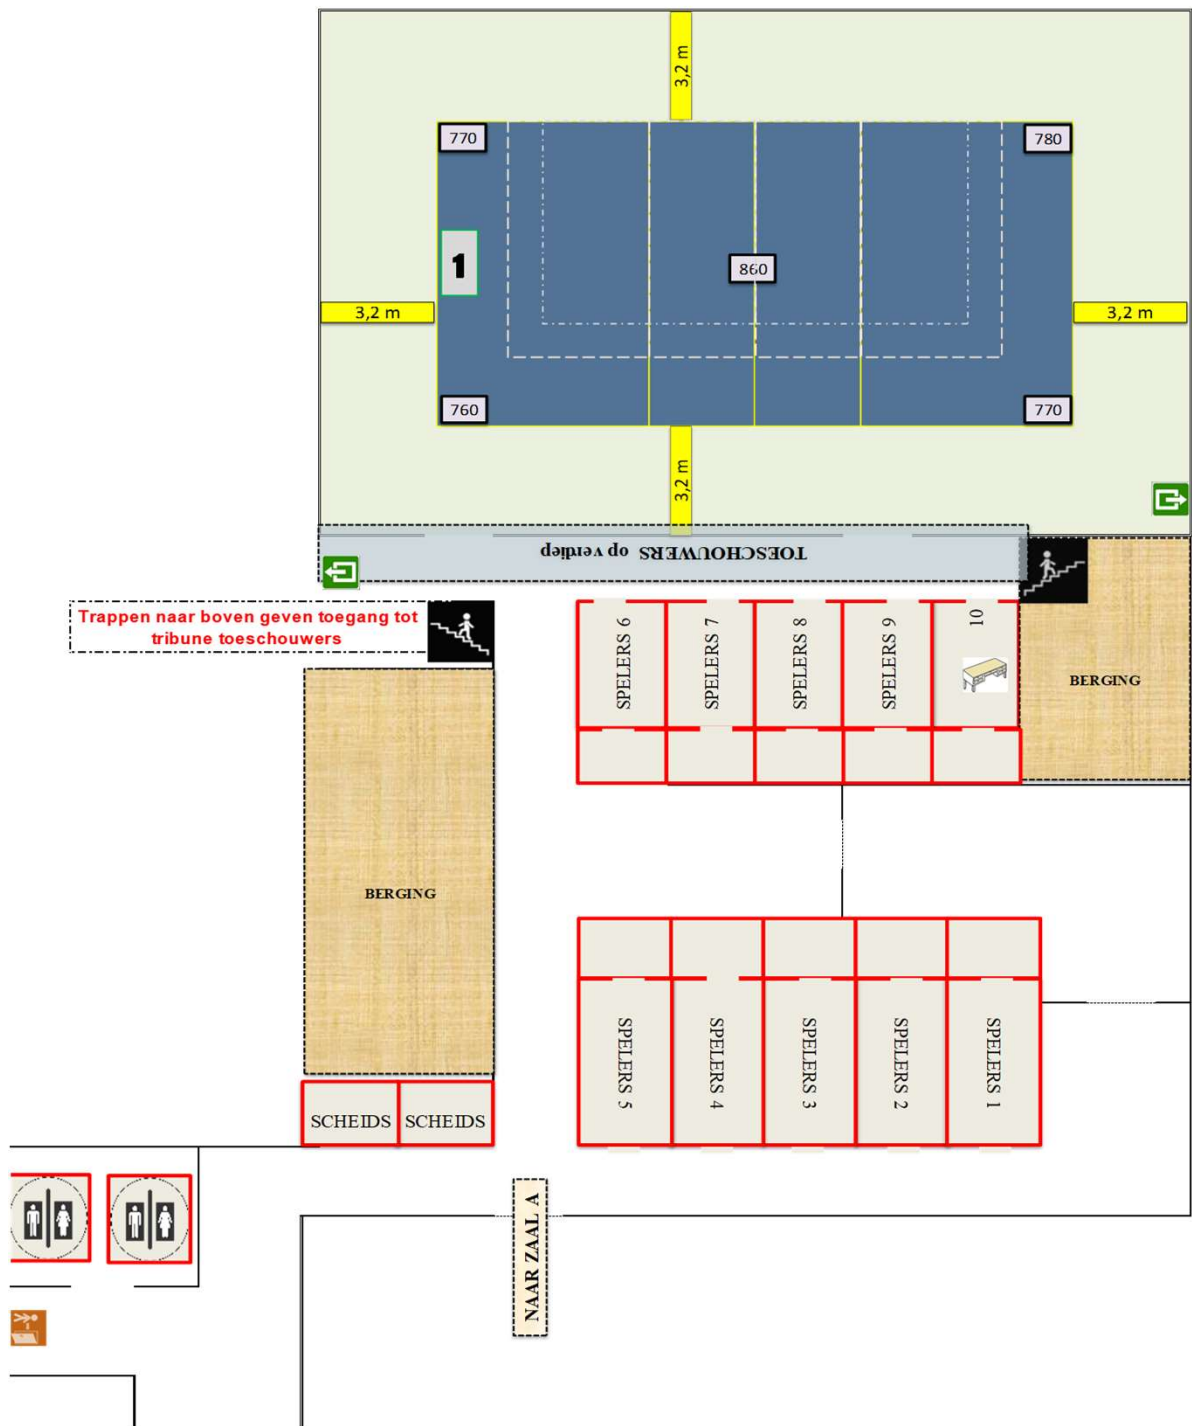 3,2 m
770
780
1
860
3,2 m
3,2 m
760
770
3,2 m
TOESCHOUWERS op verdiep
Trappen naar boven geven toegang tot
tribune toeschouwers
SPELERS 6
SPELERS 7
SPELERS 8
SPELERS 9
10
BERGING
BERGING
SPELERS 5
SPELERS 4
SPELERS 3
SPELERS 2
SPELERS 1
SCHEIDS
SCHEIDS
NAAR ZAAL A